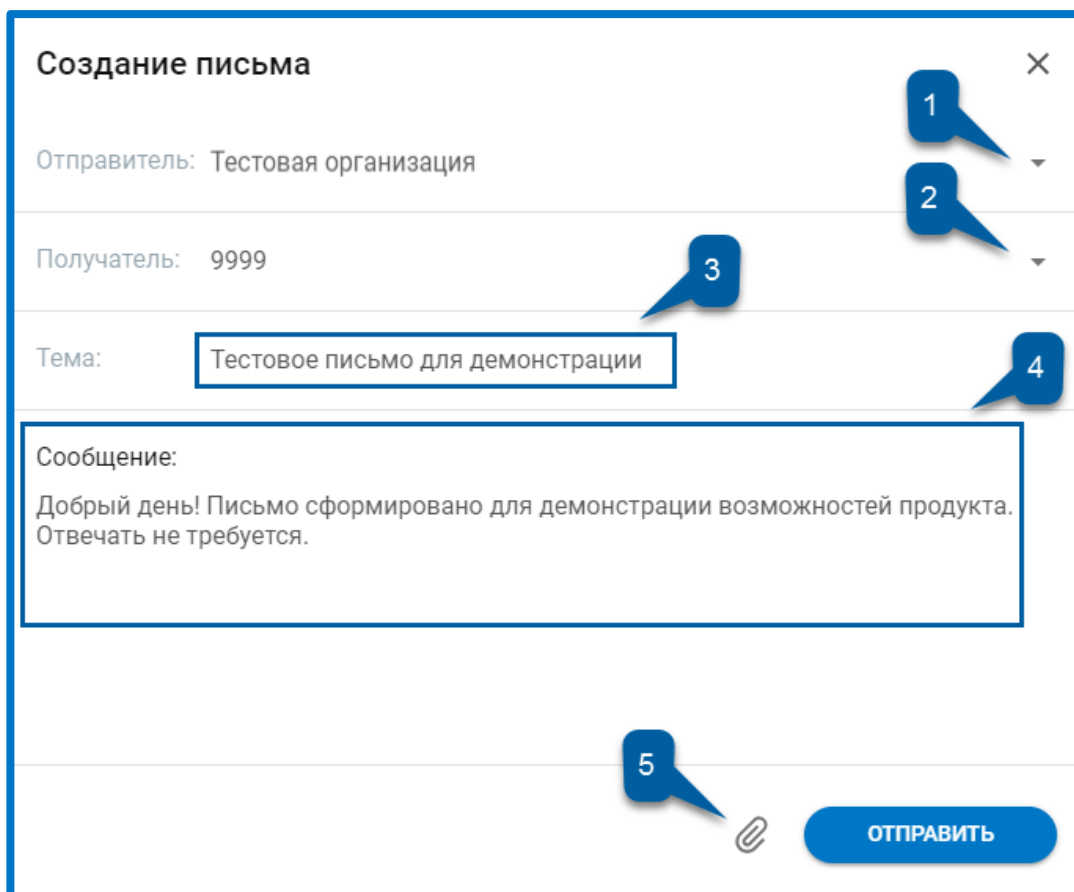 Создание письма
1
Отправитель: Тестовая организация
2
Получатель: 9999
3
Тема: Тестовое письмо для демонстрации
4
Сообщение:
Добрый день! Письмо сформировано для демонстрации возможностей продукта.
Отвечать не требуется.
5
ОТПРАВИТЬ